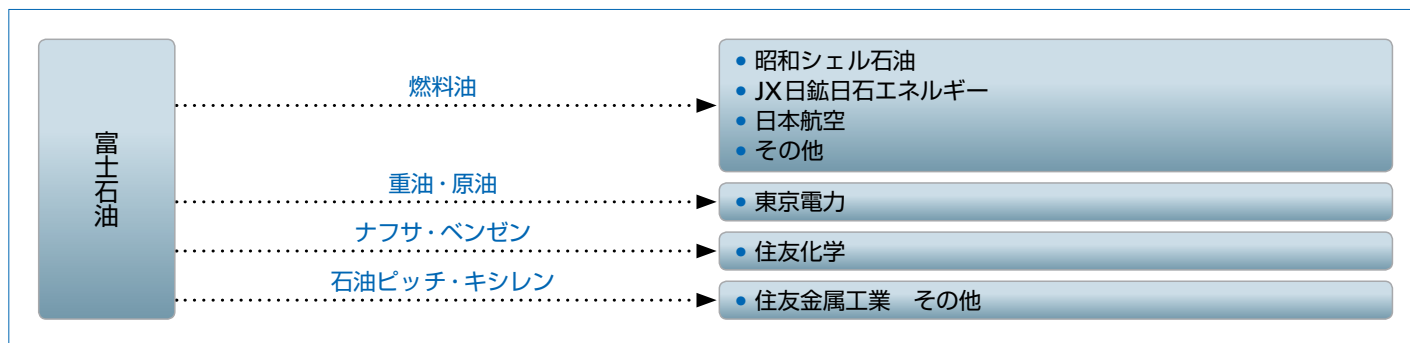 富士石油
燃料油
• 昭和シェル石油
• JX日鉱日石エネルギー
• 日本航空
• その他
重油・原油
• 東京電力
ナフサ・ベンゼン
• 住友化学
石油ピッチ・キシレン
• 住友金属工業　その他